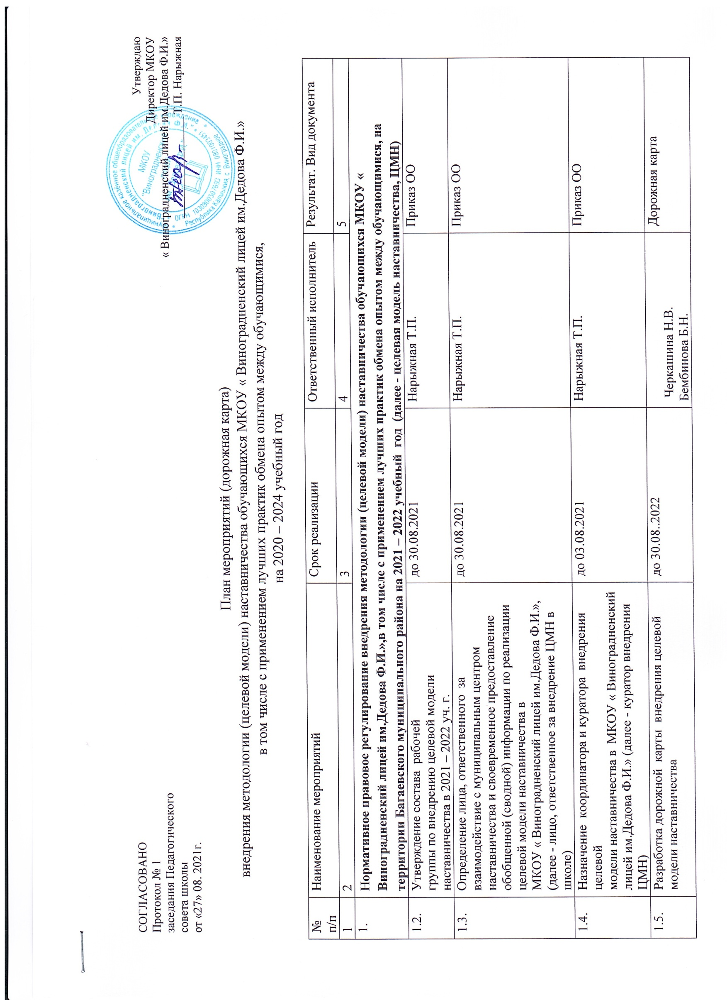 СОГЛАСОВАНО
Протокол № 1
заседания Педагогического
совета школы
от «27» 08. 2021г.
Утверждаю
Директор МКОУ
« Виноградненский лицей им.Дедова Ф.И.»
Т.П. Нарыжная
МКОУ
ОГРН 1030800507693 ИНН 0801003451
Республика Калмыкия, с. Виноградное
План мероприятий (дорожная карта)
внедрения методологии (целевой модели) наставничества обучающихся МКОУ « Виноградненский лицей им.Дедова Ф.И.»
в том числе с применением лучших практик обмена опытом между обучающимися,
на 2020 – 2024 учебный год
№ п/п
Наименование мероприятий
Срок реализации
Ответственный исполнитель
Результат. Вид документа
1
2
3
4
5
1.
Нормативное правовое регулирование внедрения методологии (целевой модели) наставничества обучающихся МКОУ «
Виноградненский лицей им.Дедова Ф.И.»,в том числе с применением лучших практик обмена опытом между обучающимися, на
территории Багаевского муниципального района на 2021 – 2022 учебный год (далее - целевая модель наставничества, ЦМН)
1.2.
Утверждение состава рабочей
группы по внедрению целевой модели
наставничества в 2021 – 2022 уч. г.
до 30.08.2021
Нарыжная Т.П.
Приказ ОО
1.3.
Определение лица, ответственного за
взаимодействие с муниципальным центром
наставничества и своевременное предоставление
обобщенной (сводной) информации по реализации
целевой модели наставничества в
МКОУ « Виноградненский лицей им.Дедова Ф.И.»,
(далее - лицо, ответственное за внедрение ЦМН в
школе)
до 30.08.2021
Нарыжная Т.П.
Приказ ОО
1.4.
Назначение координатора и куратора внедрения
целевой
модели наставничества в МКОУ « Виноградненский
лицей им.Дедова Ф.И.» (далее - куратор внедрения
ЦМН)
до 03.08.2021
Нарыжная Т.П.
Приказ ОО
1.5.
Разработка дорожной карты внедрения целевой
модели наставничества
до 30.08..2022
Черкашина Н.В.
Бембинова Б.Н.
Дорожная карта